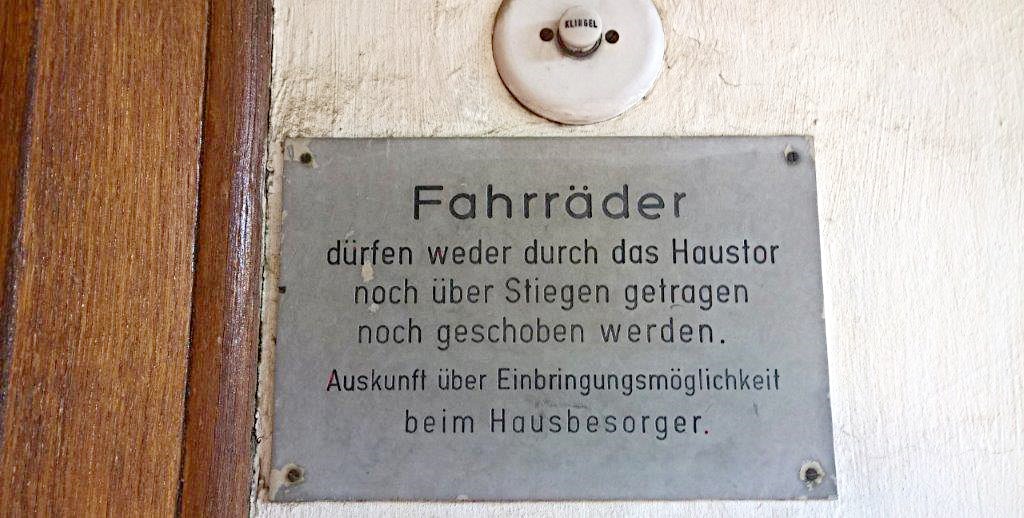 KLINGEL
Fahrräder
dürfen weder durch das Haustor
noch über Stiegen getragen
noch geschoben werden.
Auskunft über Einbringungsmöglichkeit
beim Hausbesorger.